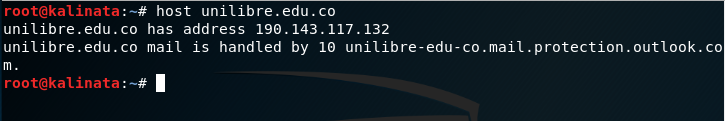 root@kalinata:~# host unilibre.edu.co
unilibre.edu.co has address 190.143.117.132
unilibre.edu.co mail is handled by 10 unilibre-edu-co.mail.protection.outlook.co
m.
root@kalinata:~#